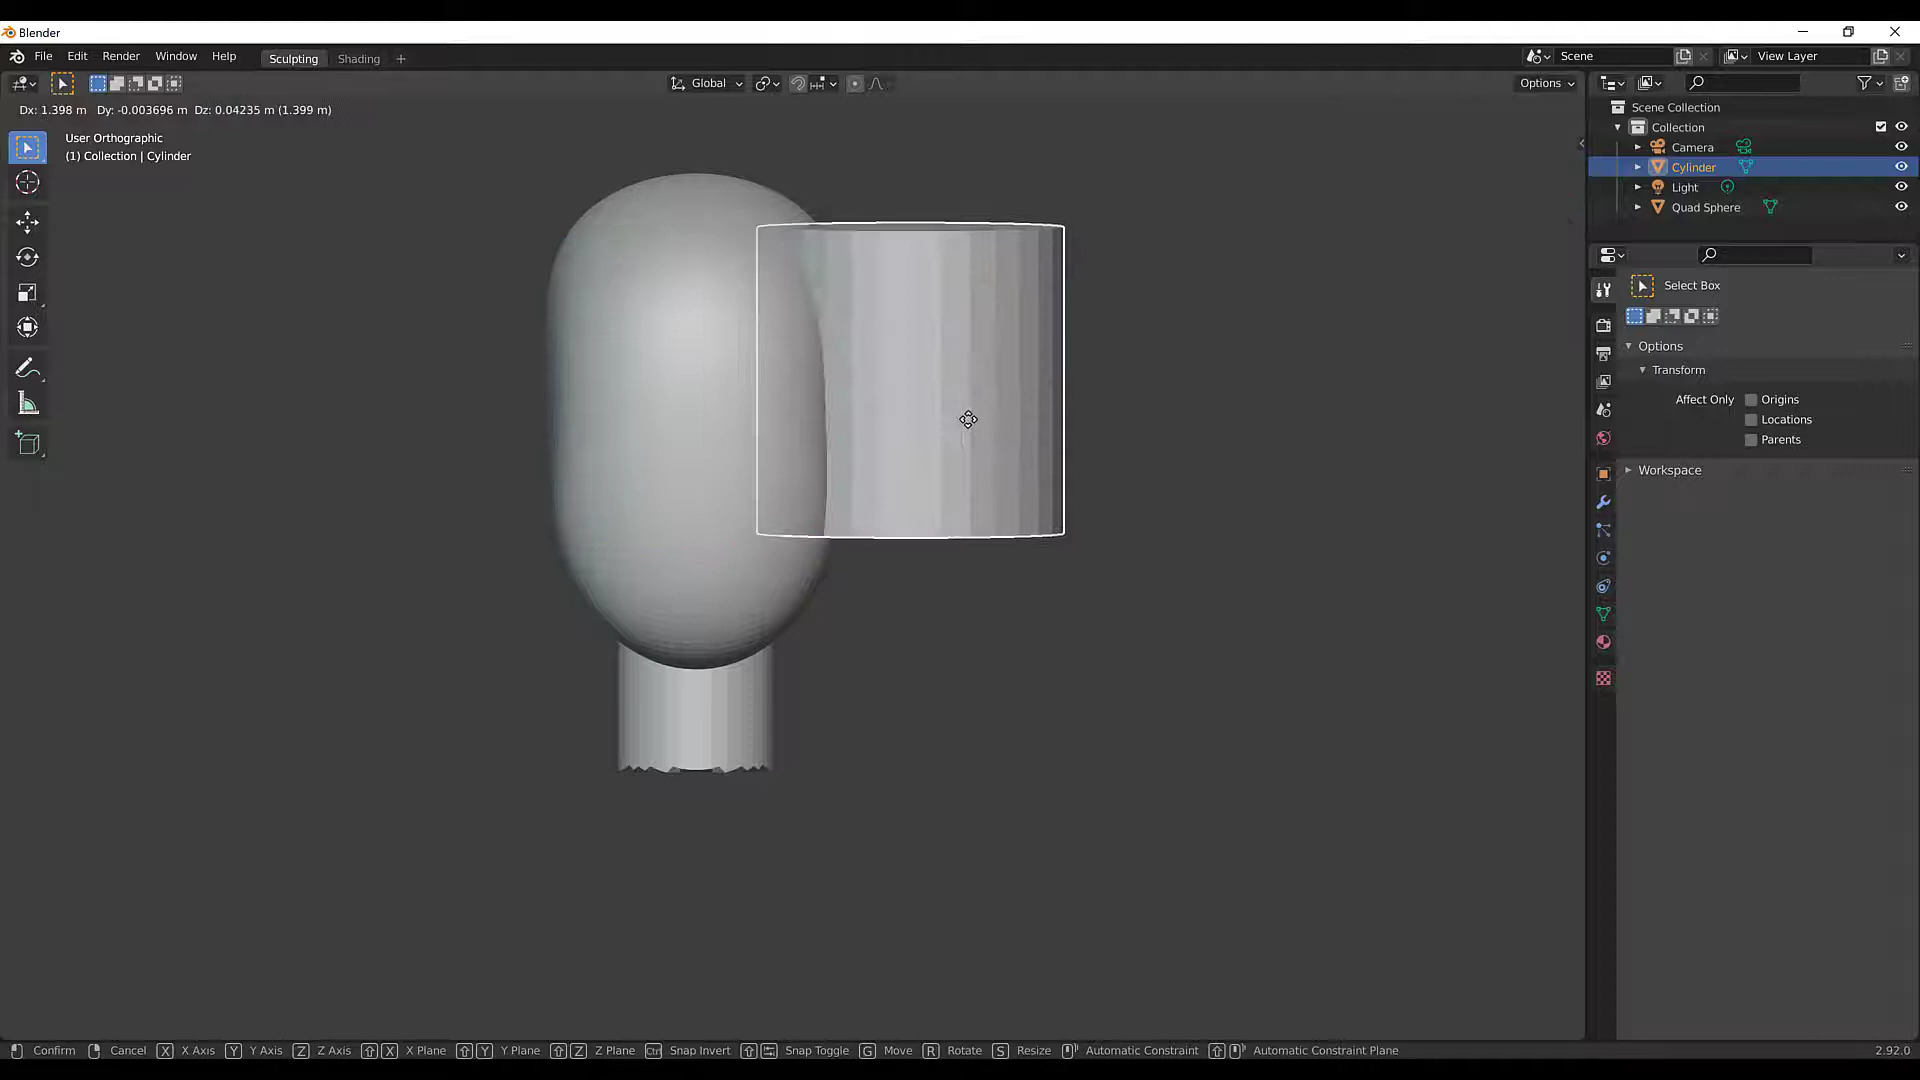 Blender
File Edit Render Window Help Sculpting Shading + Scene View Layer
Global Options
Dx: 1.398 m Dy: -0.003696 m Dz: 0.04235 m (1.399 m)
User Orthographic
(1) Collection | Cylinder
Scene Collection
Collection
Camera
Cylinder
Light
Quad Sphere
Select Box
Options
Transform
Affect Only Origins
Locations
Parents
Workspace
Confirm Cancel X X Axis Y Y Axis Z Z Axis X X Plane Y Y Plane Z Z Plane Ctrl Snap Invert Snap Toggle G Move R Rotate S Resize Automatic Constraint Automatic Constraint Plane 2.92.0